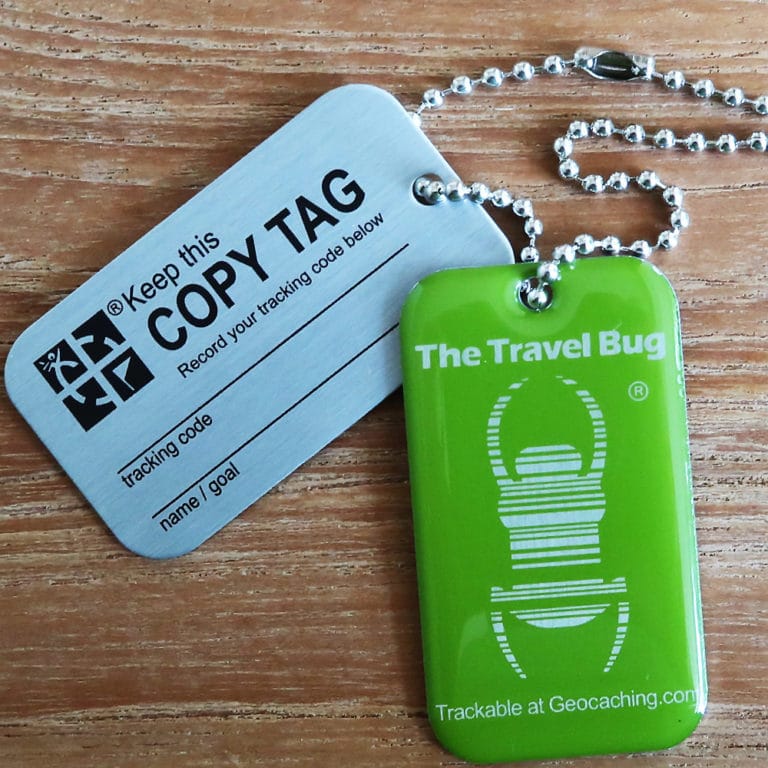 ® Keep this
COPY TAG
Record your tracking code below
tracking code
name / goal
The Travel Bug
®
Trackable at Geocaching.com